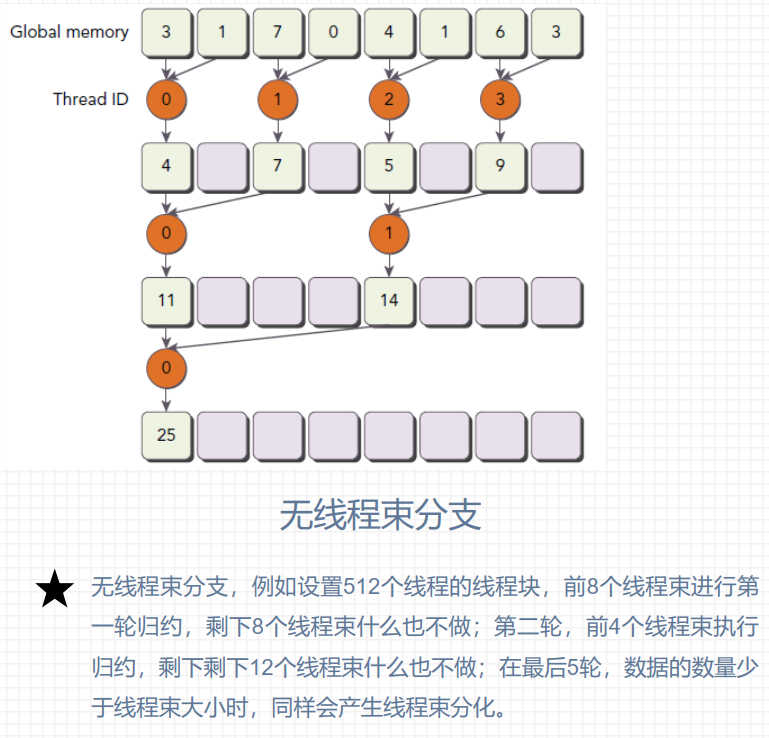 Global memory 3 1 7 0 4 1 6 3
Thread ID 0 1 2 3
4 7 5 9
0 1
11 14
0
25
无线程束分支
★ 无线程束分支，例如设置512个线程的线程块，前8个线程束进行第
一轮归约，剩下8个线程束什么也不做；第二轮，前4个线程束执行
归约，剩下剩下12个线程束什么也不做；在最后5轮，数据的数量少
于线程束大小时，同样会产生线程束分化。